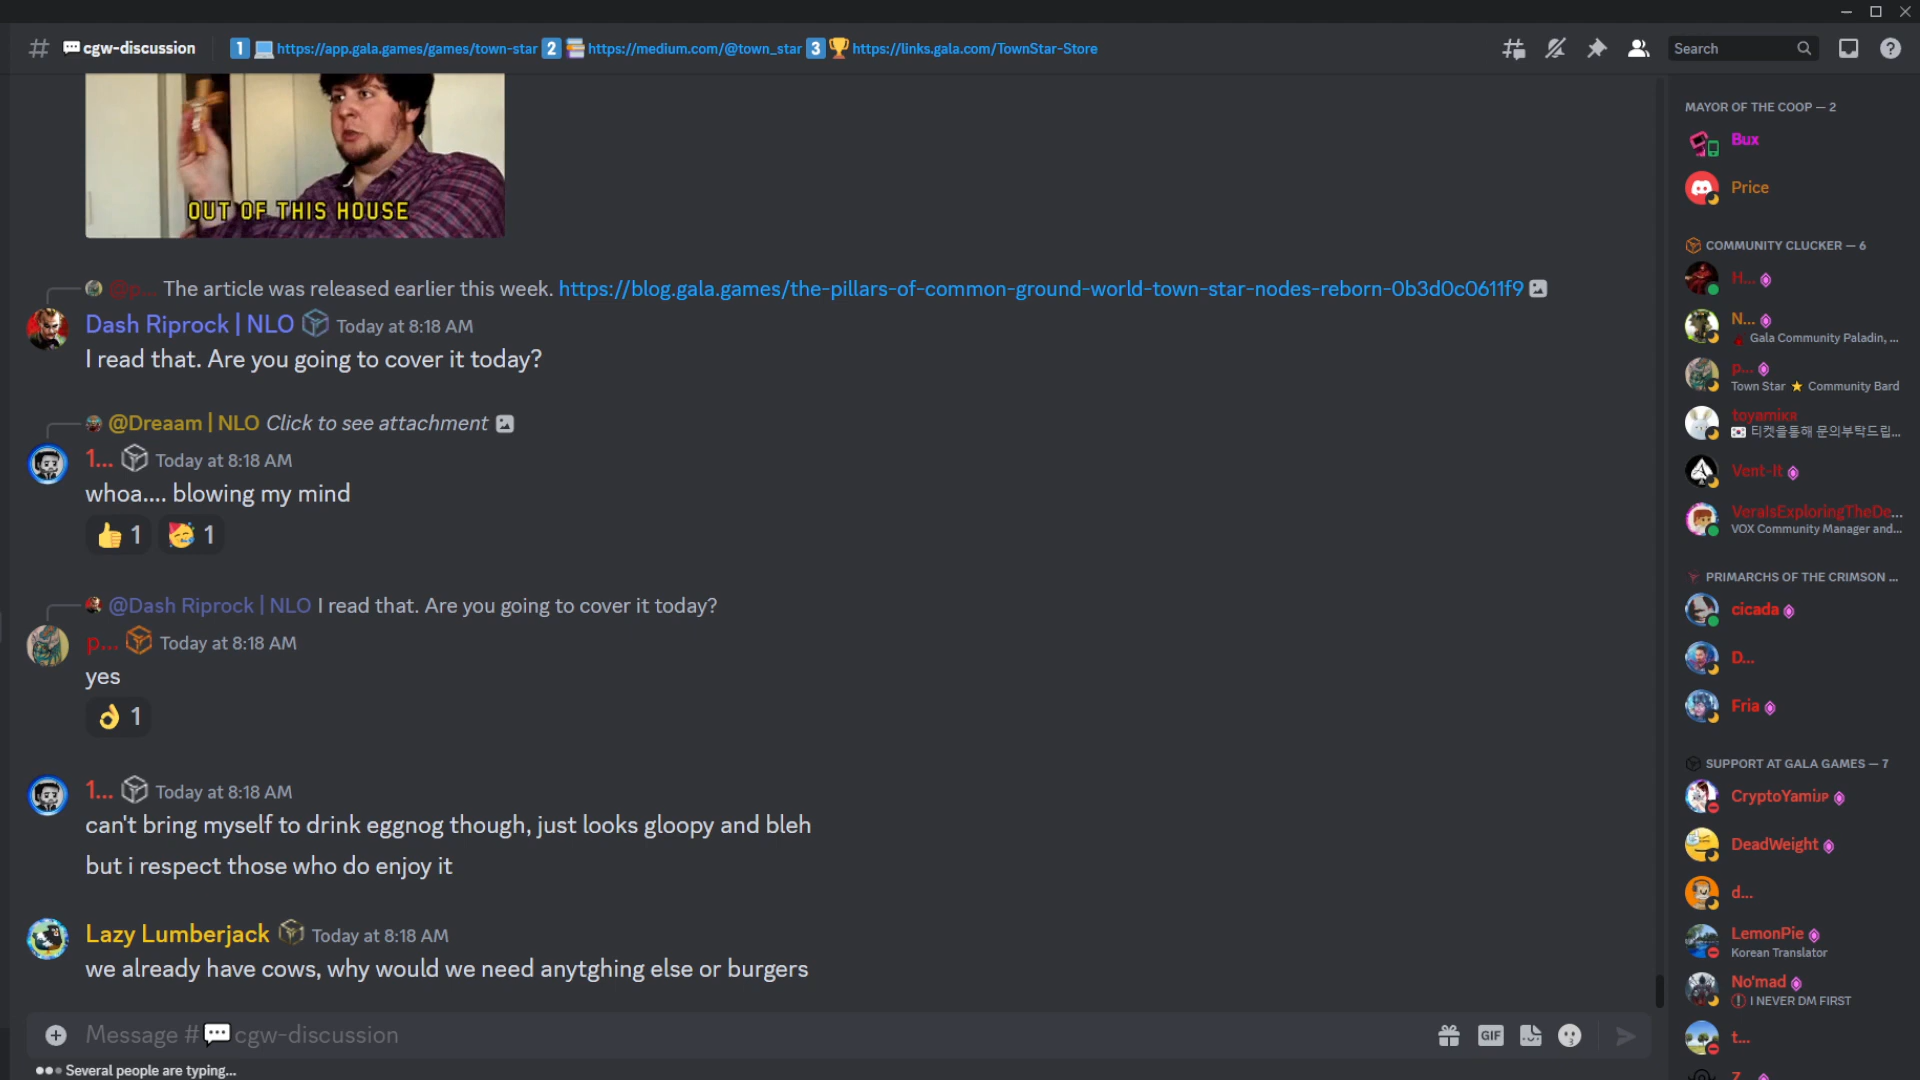 cgw-discussion
1 https://app.gala.games/games/town-star 2 https://medium.com/@town_star 3 https://links.gala.com/TownStar-Store
Search
OUT OF THIS HOUSE
@p... The article was released earlier this week. https://blog.gala.games/the-pillars-of-common-ground-world-town-star-nodes-reborn-0b3d0c0611f9
Dash Riprock | NLO Today at 8:18 AM
I read that. Are you going to cover it today?
@Dreaam | NLO Click to see attachment
1... Today at 8:18 AM
whoa.... blowing my mind
👍 1 🥳 1
@Dash Riprock | NLO I read that. Are you going to cover it today?
p... Today at 8:18 AM
yes
👌 1
1... Today at 8:18 AM
can't bring myself to drink eggnog though, just looks gloopy and bleh
but i respect those who do enjoy it
Lazy Lumberjack Today at 8:18 AM
we already have cows, why would we need anytghing else or burgers
Message # cgw-discussion
GIF
Several people are typing...
MAYOR OF THE COOP — 2
Bux
Price
COMMUNITY CLUCKER — 6
H...
N...
Gala Community Paladin, ...
p...
Town Star ⭐ Community Bard
toyamiKR
🇰🇷 티켓을통해 문의부탁드립...
Vent-It
VeraIsExploringTheDe...
VOX Community Manager and...
PRIMARCHS OF THE CRIMSON ...
cicada
D...
Fria
SUPPORT AT GALA GAMES — 7
CryptoYamiJP
DeadWeight
d...
LemonPie
Korean Translator
No'mad
I NEVER DM FIRST
t...
Z...